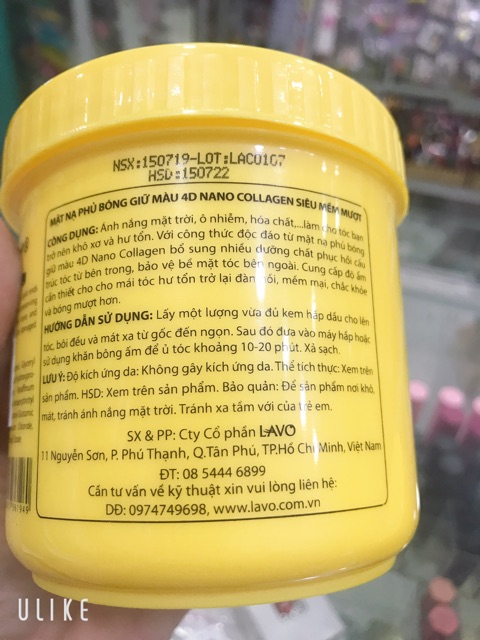 NSX:150719-LOT:LAC0107
HSD:150722
MẶT NẠ PHỦ BÓNG GIỮ MÀU 4D NANO COLLAGEN SIÊU MỀM MƯỢT
CÔNG DỤNG: Ánh nắng mặt trời, ô nhiễm, hóa chất,...làm cho tóc bạn
trở nên khô xơ và hư tổn. Với công thức độc đáo từ mặt nạ phủ bóng
giữ màu 4D Nano Collagen bổ sung nhiều dưỡng chất phục hồi cấu
trúc tóc từ bên trong, bảo vệ bề mặt tóc bên ngoài. Cung cấp độ ẩm
cần thiết cho cho mái tóc hư tổn trở lại đàn hồi, mềm mại, chắc khỏe
và bóng mượt hơn.
HƯỚNG DẪN SỬ DỤNG: Lấy một lượng vừa đủ kem hấp dầu cho lên
tóc, bôi đều và mát xa từ gốc đến ngọn. Sau đó đưa vào máy hấp hoặc
sử dụng khăn bông ấm để ủ tóc khoảng 10-20 phút. Xả sạch.
LƯU Ý: Độ kích ứng da: Không gây kích ứng da. Thể tích thực: Xem trên
sản phẩm. HSD: Xem trên sản phẩm. Bảo quản: Để sản phẩm nơi khô,
mát, tránh ánh nắng mặt trời. Tránh xa tầm với của trẻ em.
SX & PP: Cty Cổ phần LAVO
11 Nguyễn Sơn, P. Phú Thạnh, Q.Tân Phú, TP.Hồ Chí Minh, Việt Nam
ĐT: 08 5444 6899
Cần tư vấn về kỹ thuật xin vui lòng liên hệ:
DĐ: 0974749698, www.lavo.com.vn
ULIKE